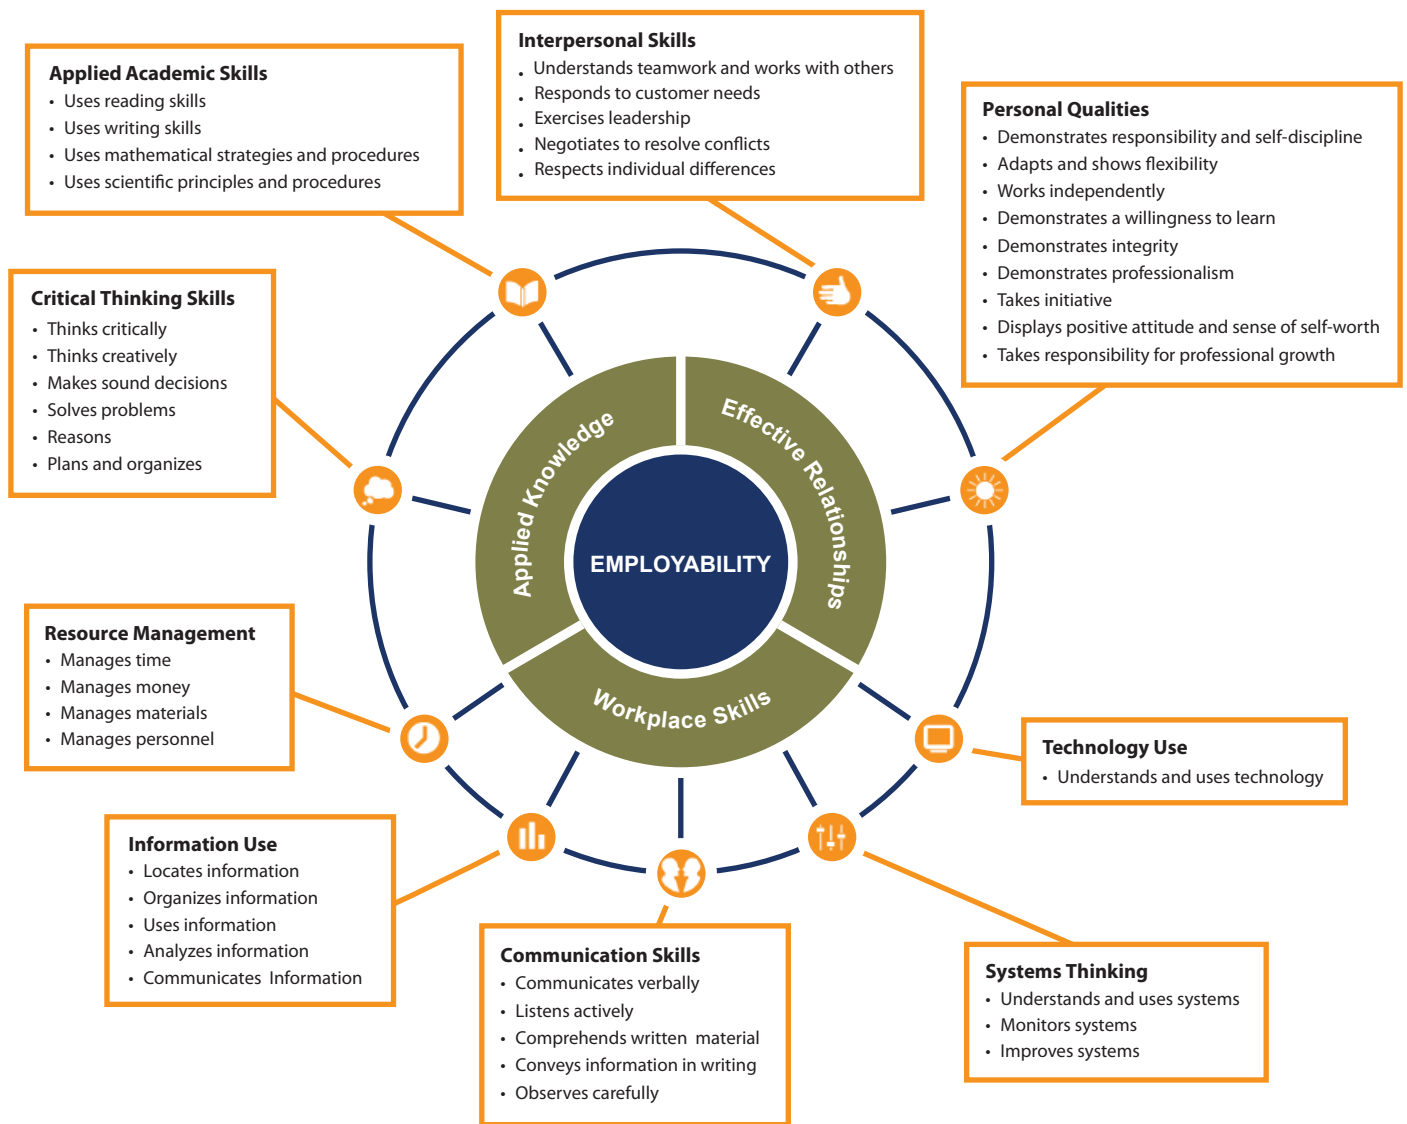 Applied Academic Skills
• Uses reading skills
• Uses writing skills
• Uses mathematical strategies and procedures
• Uses scientific principles and procedures
Interpersonal Skills
• Understands teamwork and works with others
• Responds to customer needs
• Exercises leadership
• Negotiates to resolve conflicts
• Respects individual differences
Personal Qualities
• Demonstrates responsibility and self-discipline
• Adapts and shows flexibility
• Works independently
• Demonstrates a willingness to learn
• Demonstrates integrity
• Demonstrates professionalism
• Takes initiative
• Displays positive attitude and sense of self-worth
• Takes responsibility for professional growth
Critical Thinking Skills
• Thinks critically
• Thinks creatively
• Makes sound decisions
• Solves problems
• Reasons
• Plans and organizes
Applied Knowledge
Effective Relationships
EMPLOYABILITY
Workplace Skills
Resource Management
• Manages time
• Manages money
• Manages materials
• Manages personnel
Technology Use
• Understands and uses technology
Information Use
• Locates information
• Organizes information
• Uses information
• Analyzes information
• Communicates Information
Communication Skills
• Communicates verbally
• Listens actively
• Comprehends written material
• Conveys information in writing
• Observes carefully
Systems Thinking
• Understands and uses systems
• Monitors systems
• Improves systems